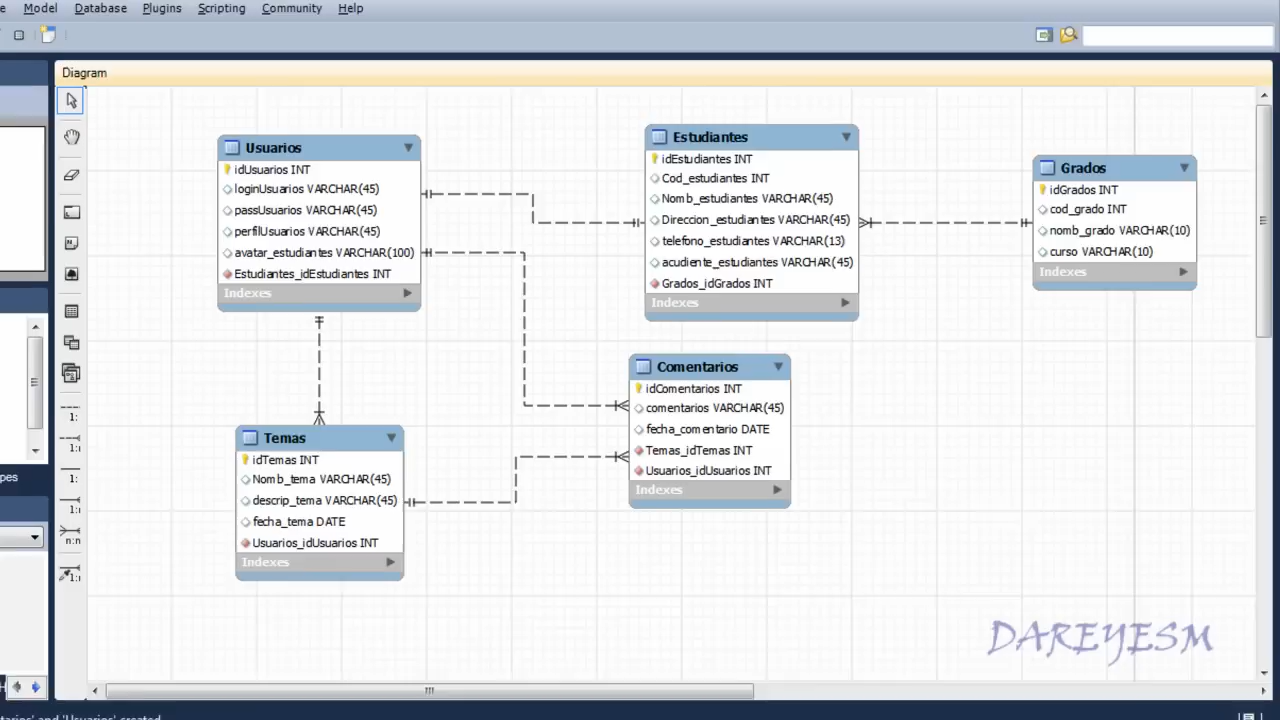 Model Database Plugins Scripting Community Help
Diagram
Usuarios
idUsuarios INT
loginUsuarios VARCHAR(45)
passUsuarios VARCHAR(45)
perfilUsuarios VARCHAR(45)
avatar_estudiantes VARCHAR(100)
Estudiantes_idEstudiantes INT
Indexes
Estudiantes
idEstudiantes INT
Cod_estudiantes INT
Nomb_estudiantes VARCHAR(45)
Direccion_estudiantes VARCHAR(45)
telefono_estudiantes VARCHAR(13)
acudiente_estudiantes VARCHAR(45)
Grados_idGrados INT
Indexes
Grados
idGrados INT
cod_grado INT
nomb_grado VARCHAR(10)
curso VARCHAR(10)
Indexes
Comentarios
idComentarios INT
comentarios VARCHAR(45)
fecha_comentario DATE
Temas_idTemas INT
Usuarios_idUsuarios INT
Indexes
Temas
idTemas INT
Nomb_tema VARCHAR(45)
descrip_tema VARCHAR(45)
fecha_tema DATE
Usuarios_idUsuarios INT
Indexes
1:
1:
1:
1:
n:n
1:
DAREYESM
and 'Usuarios' created